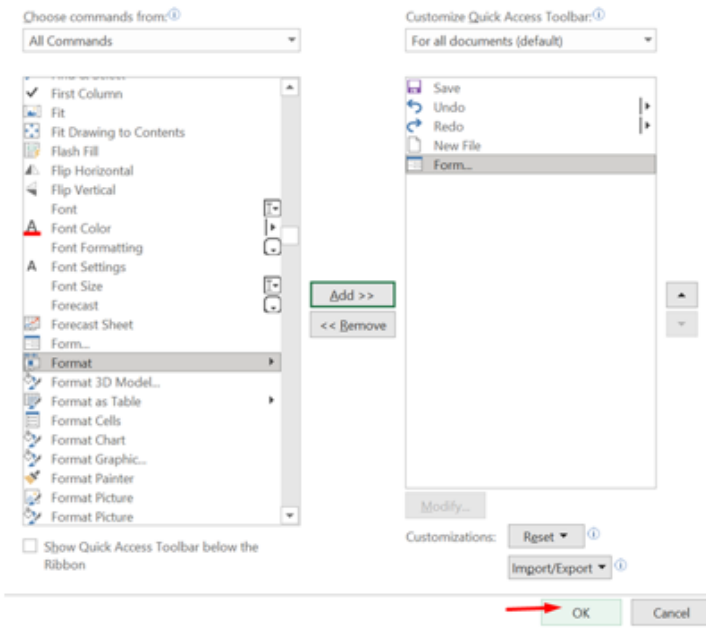 Choose commands from:
Customize Quick Access Toolbar:
All Commands
For all documents (default)
First Column
Fit
Fit Drawing to Contents
Flash Fill
Flip Horizontal
Flip Vertical
Font
Font Color
Font Formatting
Font Settings
Font Size
Forecast
Forecast Sheet
Form...
Format
Format 3D Model...
Format as Table
Format Cells
Format Chart
Format Graphic...
Format Painter
Format Picture
Format Picture
Show Quick Access Toolbar below the
Ribbon
Add >>
<< Remove
Save
Undo
Redo
New File
Form...
Modify...
Customizations:
Reset
Import/Export
OK
Cancel